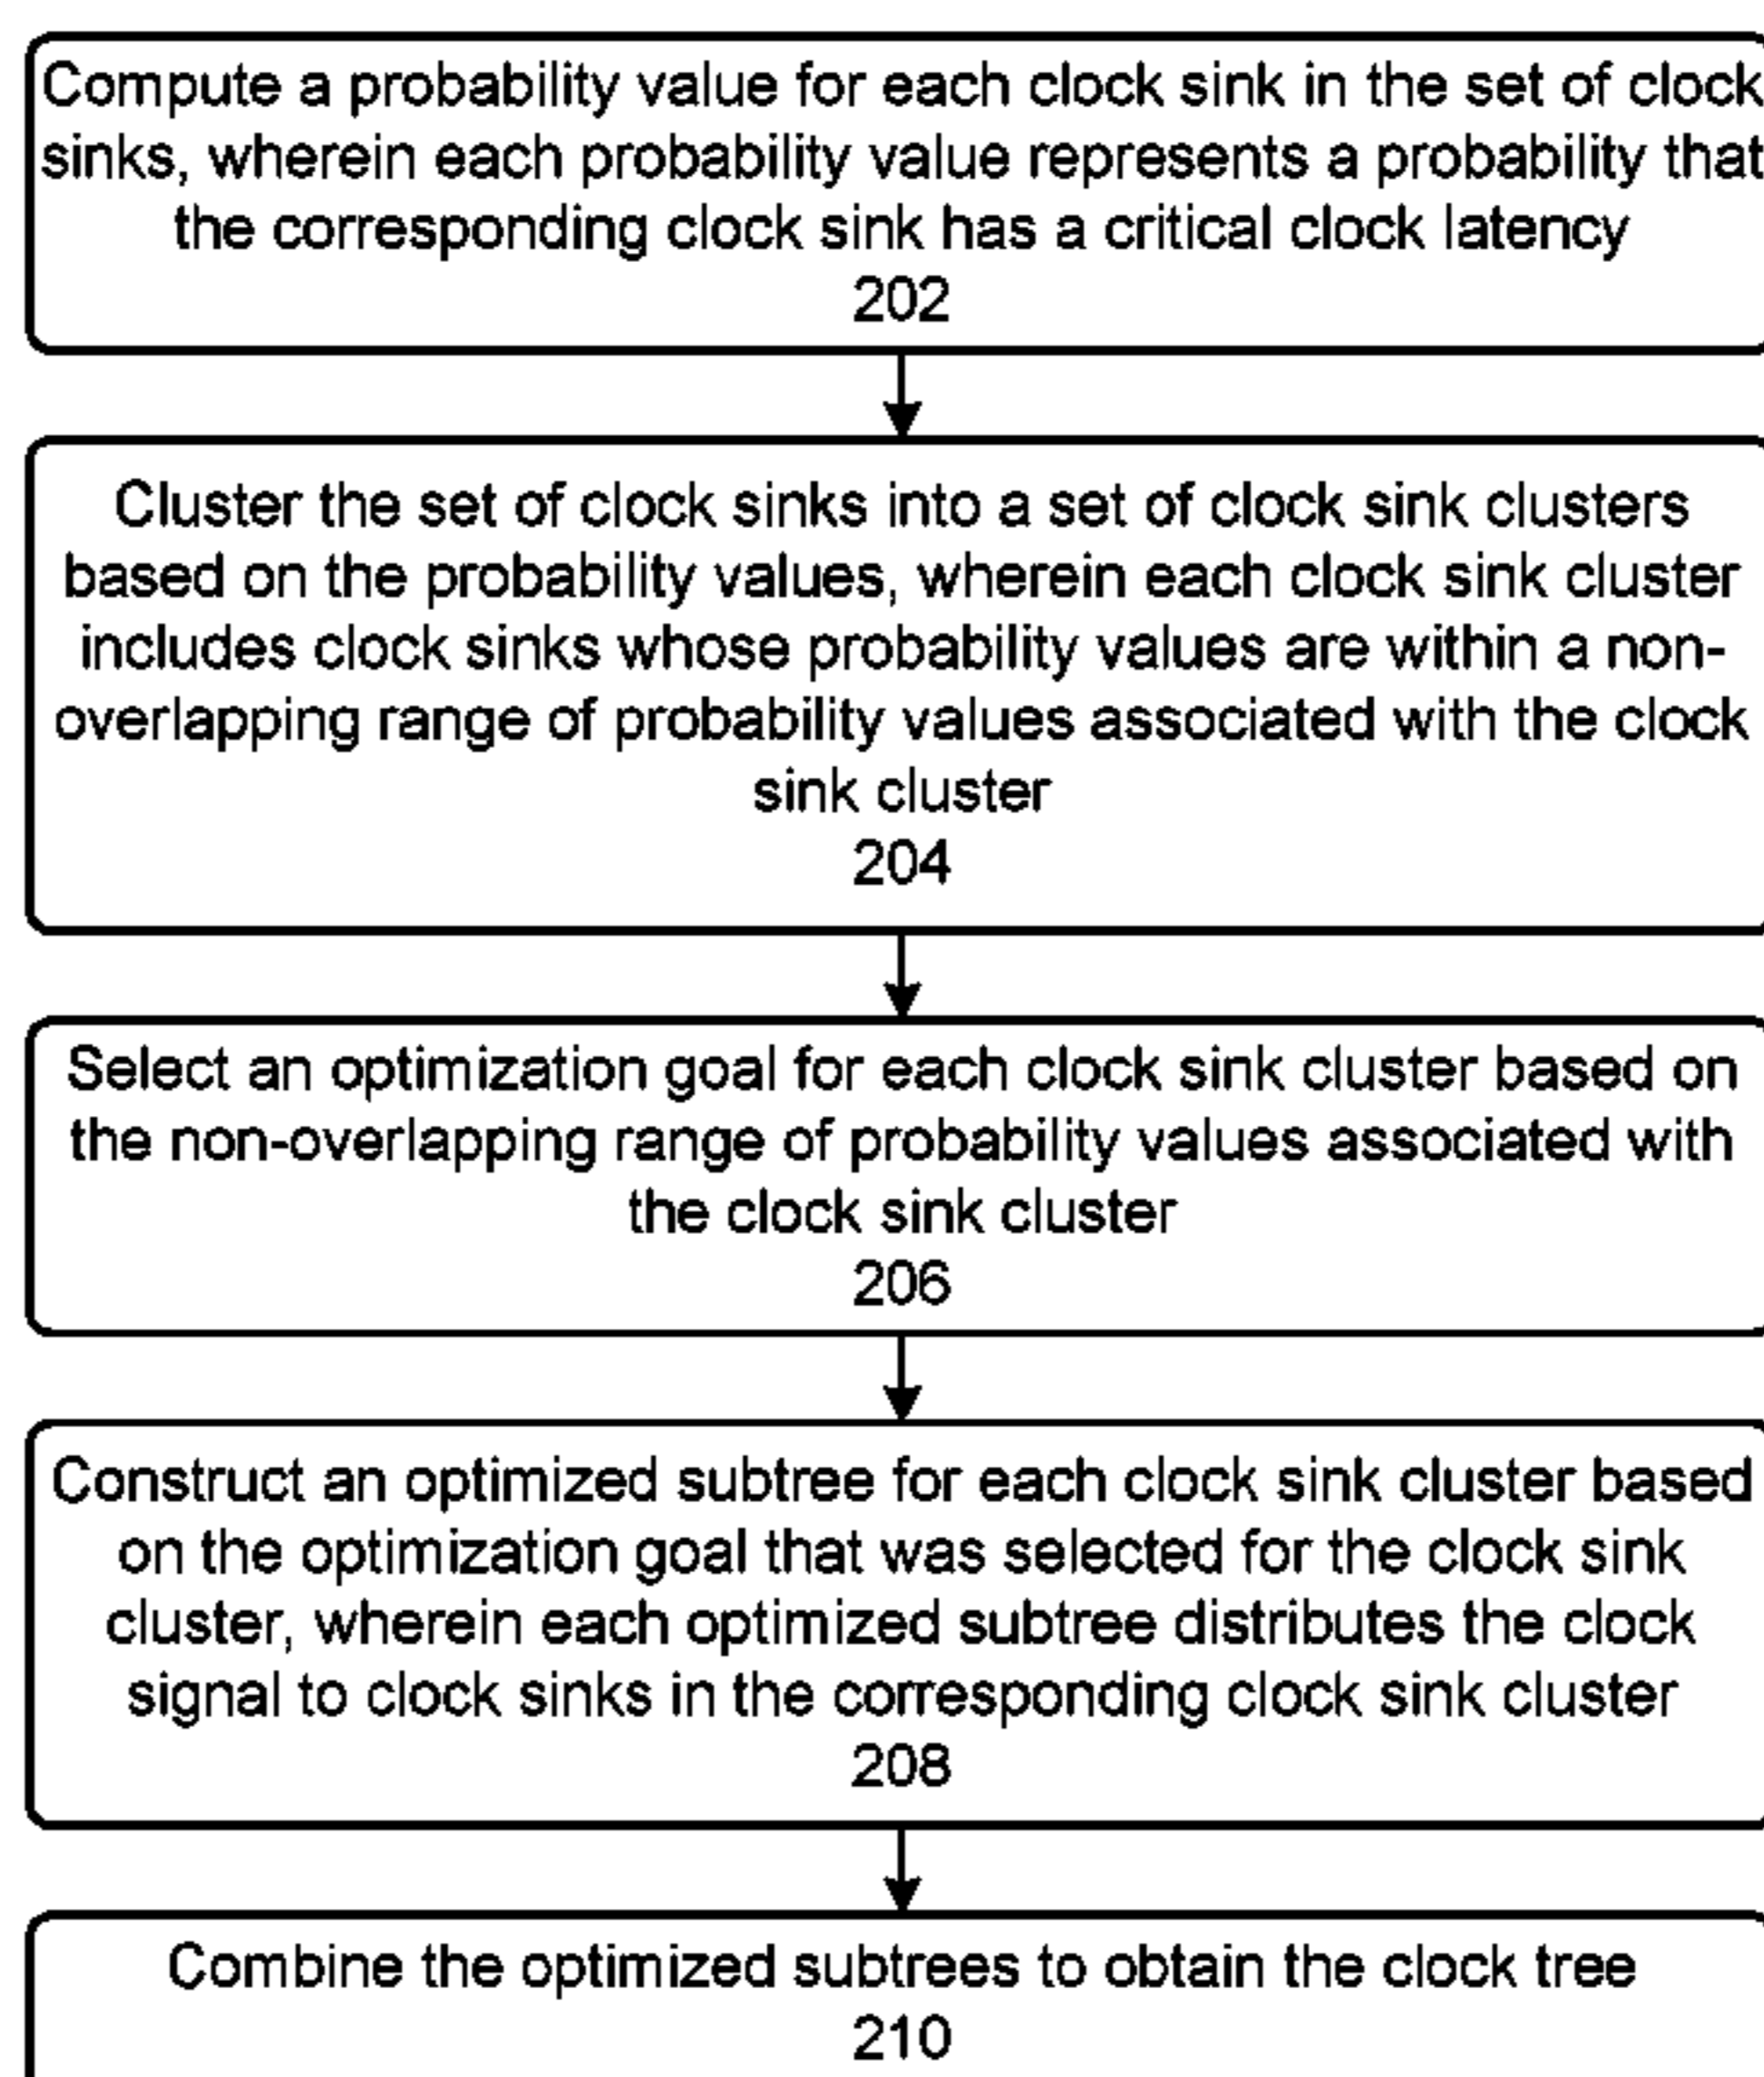 Compute a probability value for each clock sink in the set of clock
sinks, wherein each probability value represents a probability that
the corresponding clock sink has a critical clock latency
202
Cluster the set of clock sinks into a set of clock sink clusters
based on the probability values, wherein each clock sink cluster
includes clock sinks whose probability values are within a non-
overlapping range of probability values associated with the clock
sink cluster
204
Select an optimization goal for each clock sink cluster based on
the non-overlapping range of probability values associated with
the clock sink cluster
206
Construct an optimized subtree for each clock sink cluster based
on the optimization goal that was selected for the clock sink
cluster, wherein each optimized subtree distributes the clock
signal to clock sinks in the corresponding clock sink cluster
208
Combine the optimized subtrees to obtain the clock tree
210